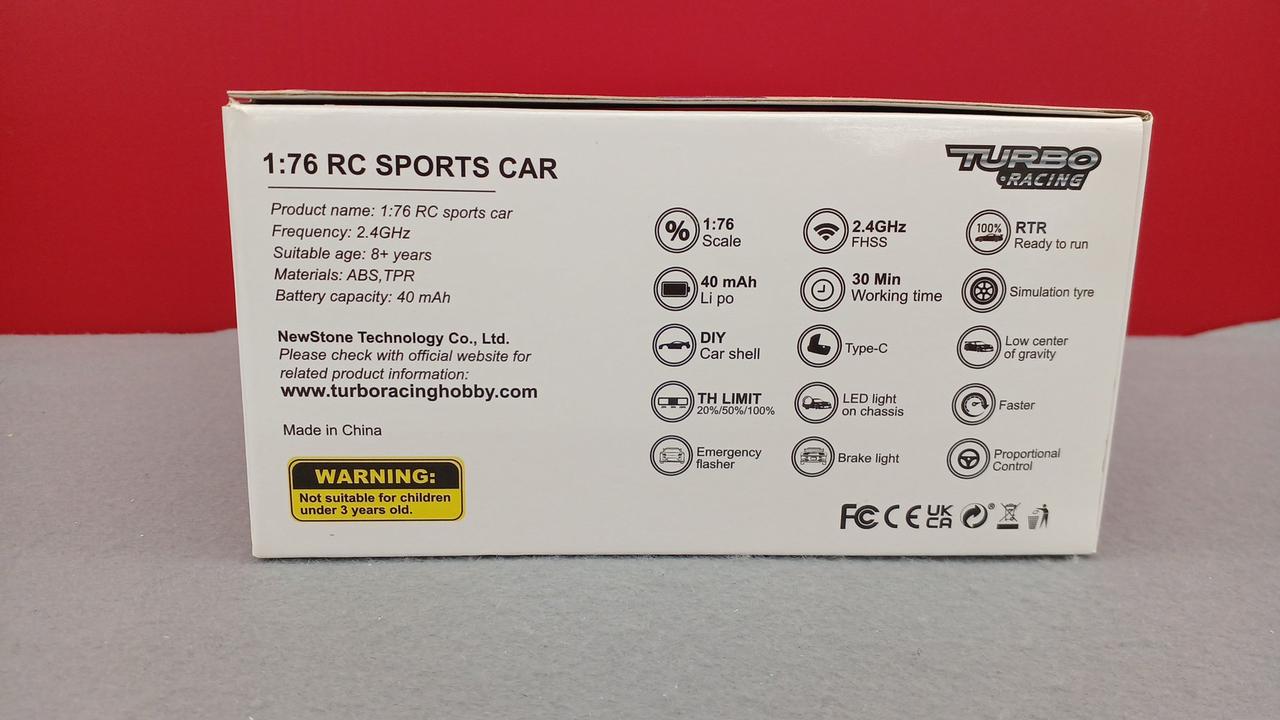 1:76 RC SPORTS CAR
Product name: 1:76 RC sports car
Frequency: 2.4GHz
Suitable age: 8+ years
Materials: ABS,TPR
Battery capacity: 40 mAh
NewStone Technology Co., Ltd.
Please check with official website for
related product information:
www.turboracinghobby.com
Made in China
WARNING:
Not suitable for children
under 3 years old.
TURBO
RACING
%
1:76
Scale
2.4GHz
FHSS
100%
RTR
Ready to run
40 mAh
Li po
30 Min
Working time
Simulation tyre
DIY
Car shell
Type-C
Low center
of gravity
TH LIMIT
20%/50%/100%
LED light
on chassis
Faster
Emergency
flasher
Brake light
Proportional
Control
FC CE UK
CA